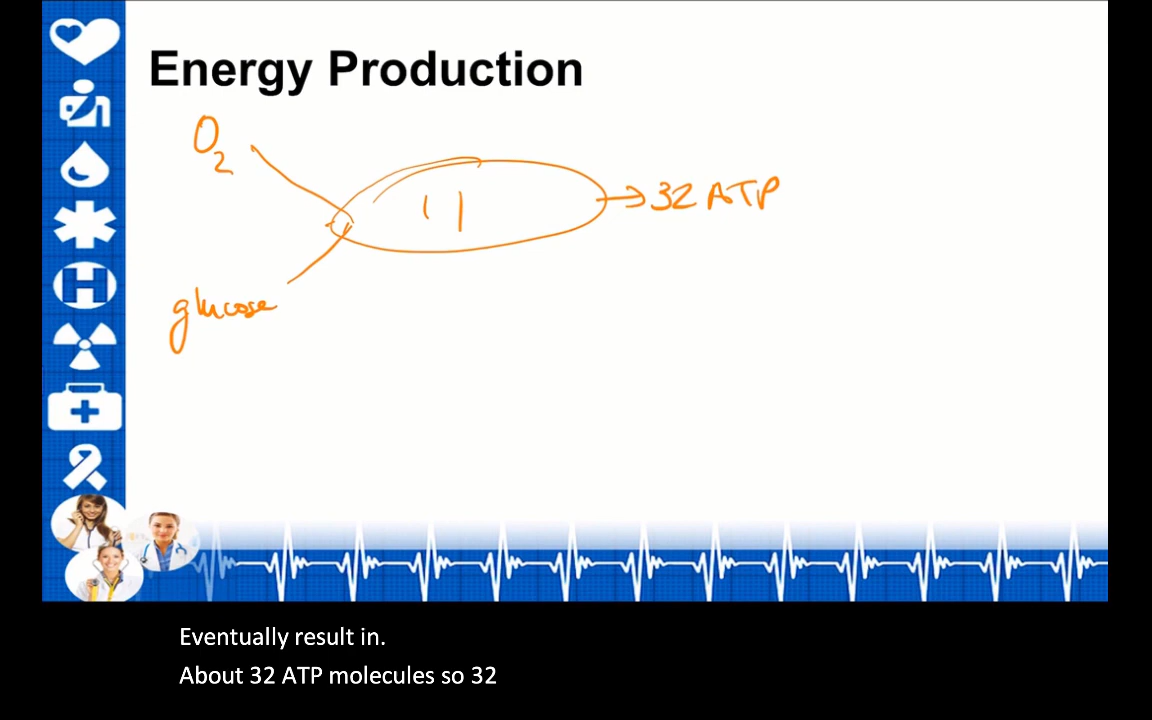 Energy Production
O2
32 ATP
glucose
H
Eventually result in.
About 32 ATP molecules so 32